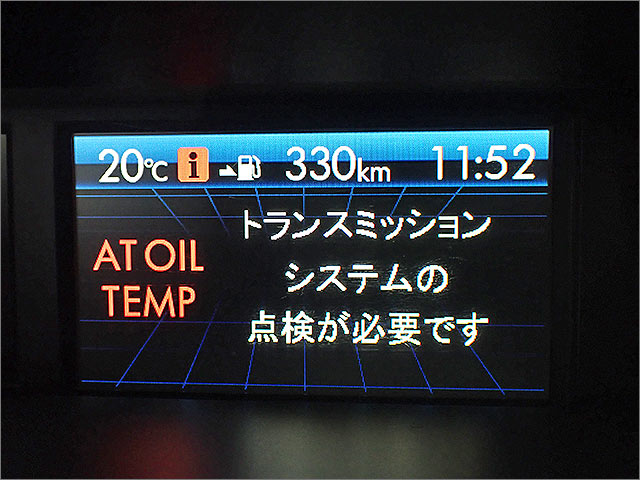 20℃ i 330km 11:52
AT OIL
TEMP
トランスミッション
システムの
点検が必要です